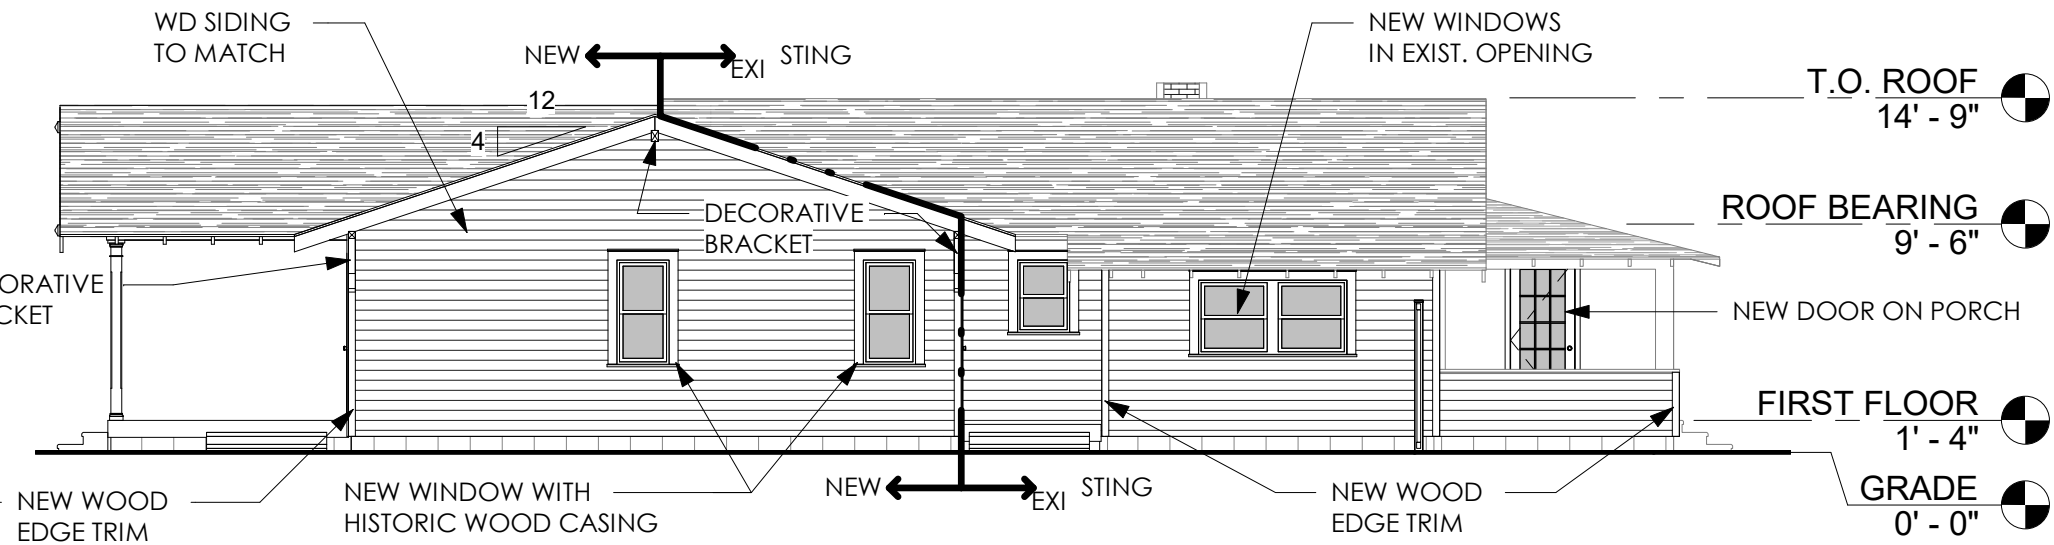 WD SIDING
TO MATCH
NEW
EXI STING
NEW WINDOWS
IN EXIST. OPENING
12
4
T.O. ROOF
14' - 9"
DECORATIVE
BRACKET
ROOF BEARING
9' - 6"
ORATIVE
CKET
NEW DOOR ON PORCH
FIRST FLOOR
1' - 4"
NEW WOOD
EDGE TRIM
NEW WINDOW WITH
HISTORIC WOOD CASING
NEW
EXI STING
NEW WOOD
EDGE TRIM
GRADE
0' - 0"